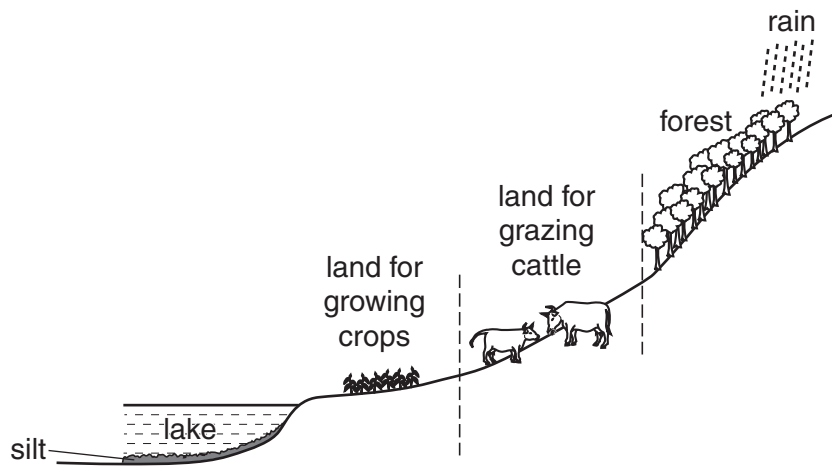 rain
forest
land for
grazing
cattle
land for
growing
crops
lake
silt